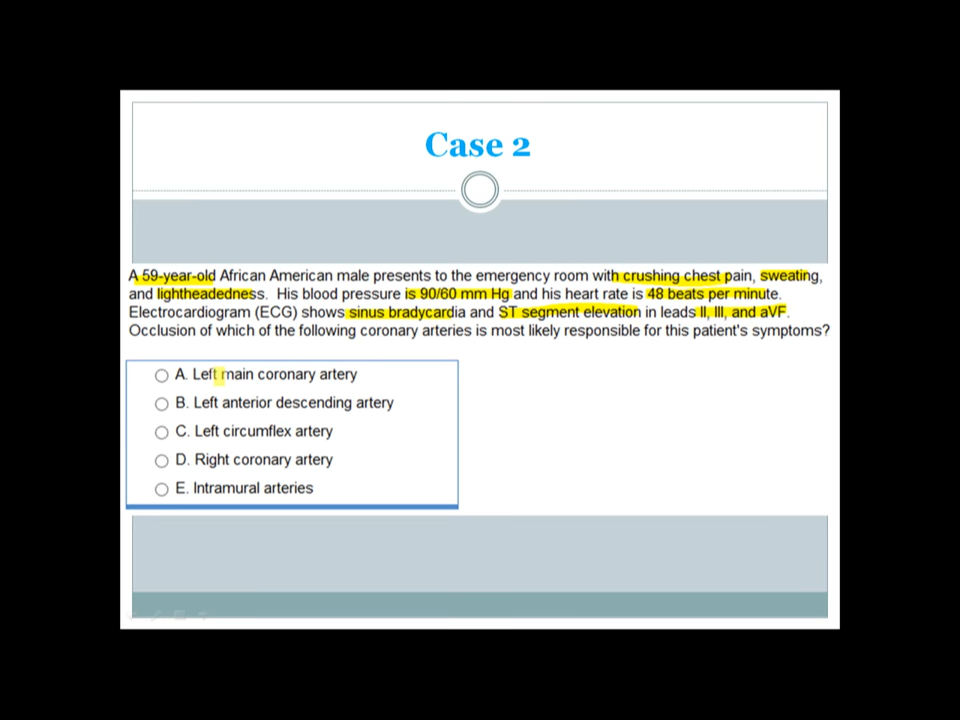 Case 2
A 59-year-old African American male presents to the emergency room with crushing chest pain, sweating,
and lightheadedness. His blood pressure is 90/60 mm Hg and his heart rate is 48 beats per minute.
Electrocardiogram (ECG) shows sinus bradycardia and ST segment elevation in leads II, III, and aVF.
Occlusion of which of the following coronary arteries is most likely responsible for this patient's symptoms?
A. Left main coronary artery
B. Left anterior descending artery
C. Left circumflex artery
D. Right coronary artery
E. Intramural arteries